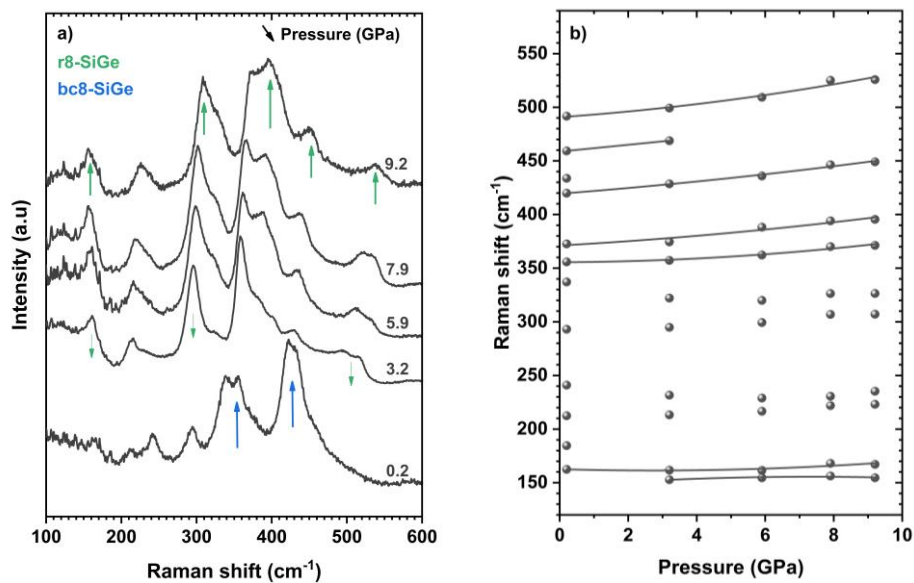 a)
Pressure (GPa)
r8-SiGe
bc8-SiGe
9.2
7.9
5.9
3.2
0.2
Intensity (a.u)
100 200 300 400 500 600
Raman shift (cm-1)
b)
550
500
450
400
350
300
250
200
150
Raman shift (cm-1)
0 2 4 6 8 10
Pressure (GPa)